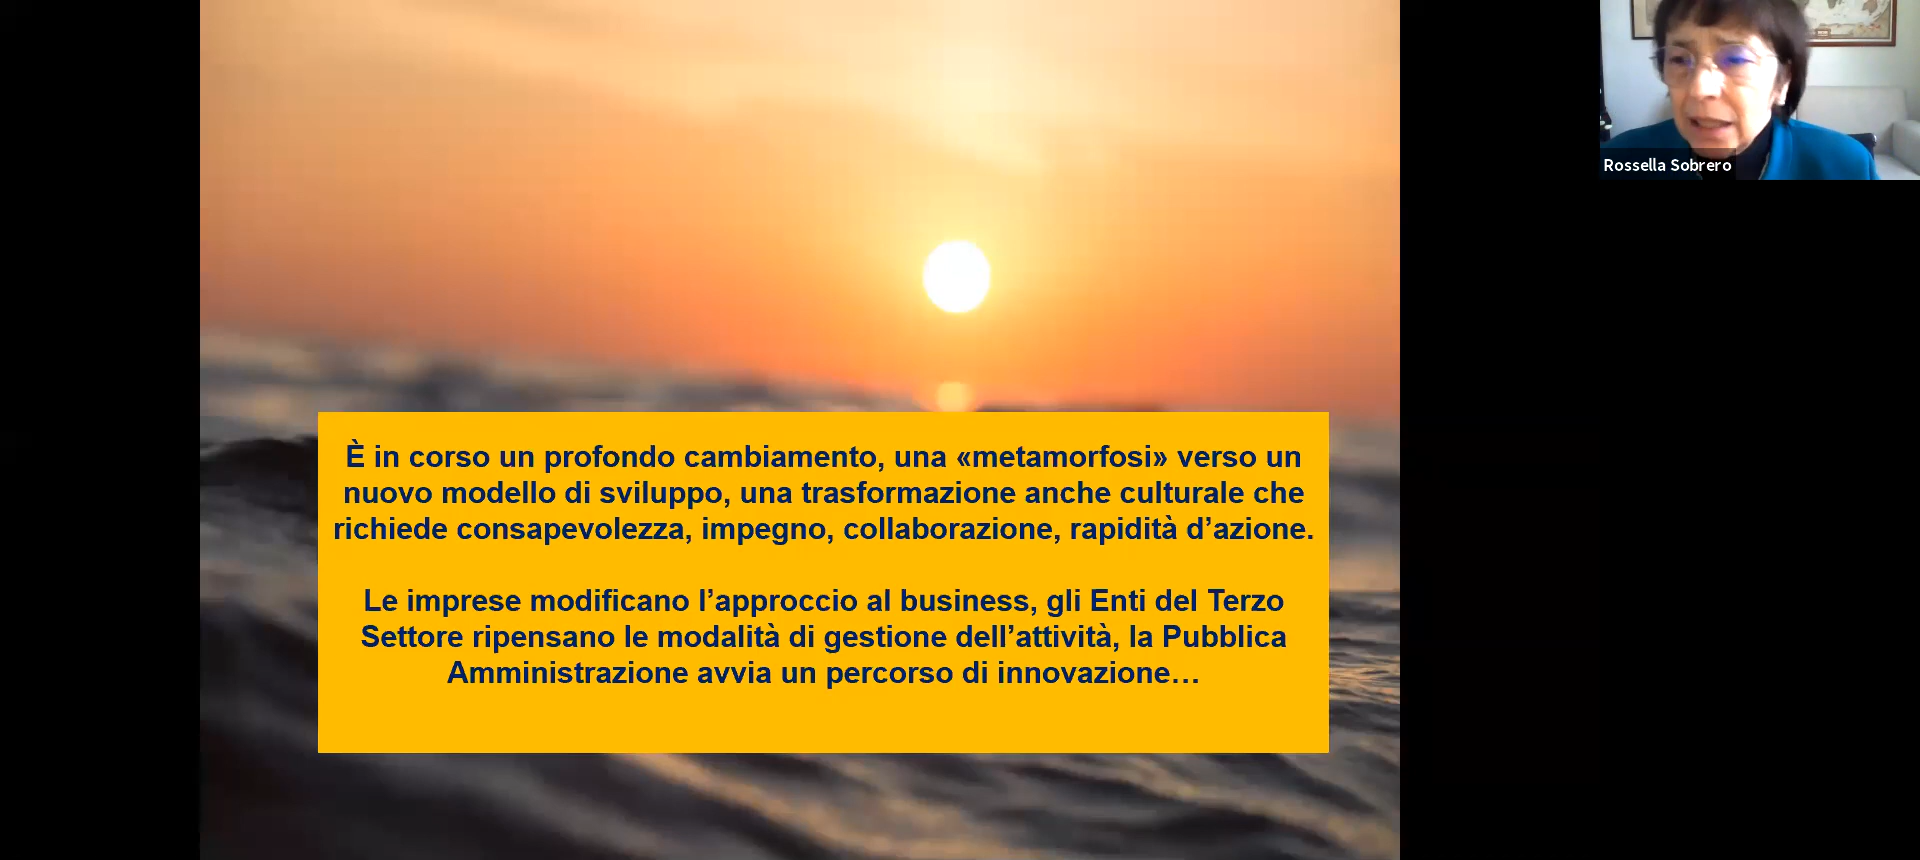 Rossella Sobrero
È in corso un profondo cambiamento, una «metamorfosi» verso un
nuovo modello di sviluppo, una trasformazione anche culturale che
richiede consapevolezza, impegno, collaborazione, rapidità d’azione.
Le imprese modificano l’approccio al business, gli Enti del Terzo
Settore ripensano le modalità di gestione dell’attività, la Pubblica
Amministrazione avvia un percorso di innovazione…